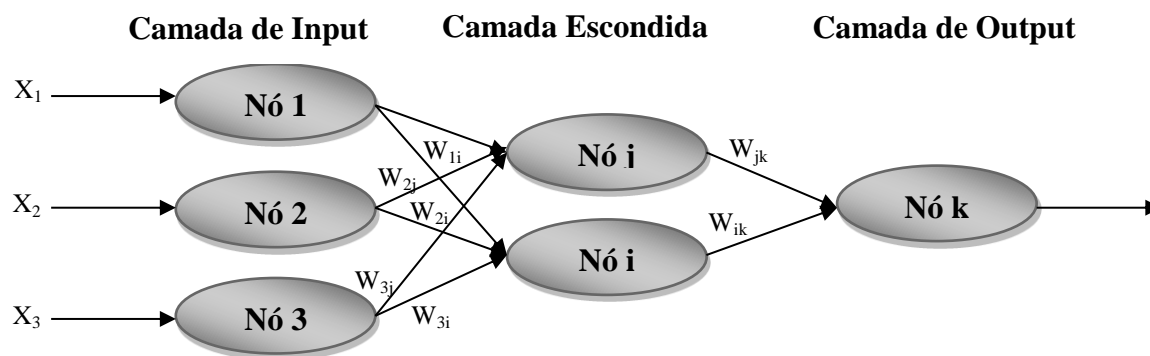 Camada de Input Camada Escondida Camada de Output
X₁
Nó 1
W₁ᵢ
Nó j
Wⱼₖ
W₂ⱼ
X₂
Nó 2
W₂ᵢ
Nó k
Wᵢₖ
Nó i
W₃ⱼ
X₃
Nó 3
W₃ᵢ